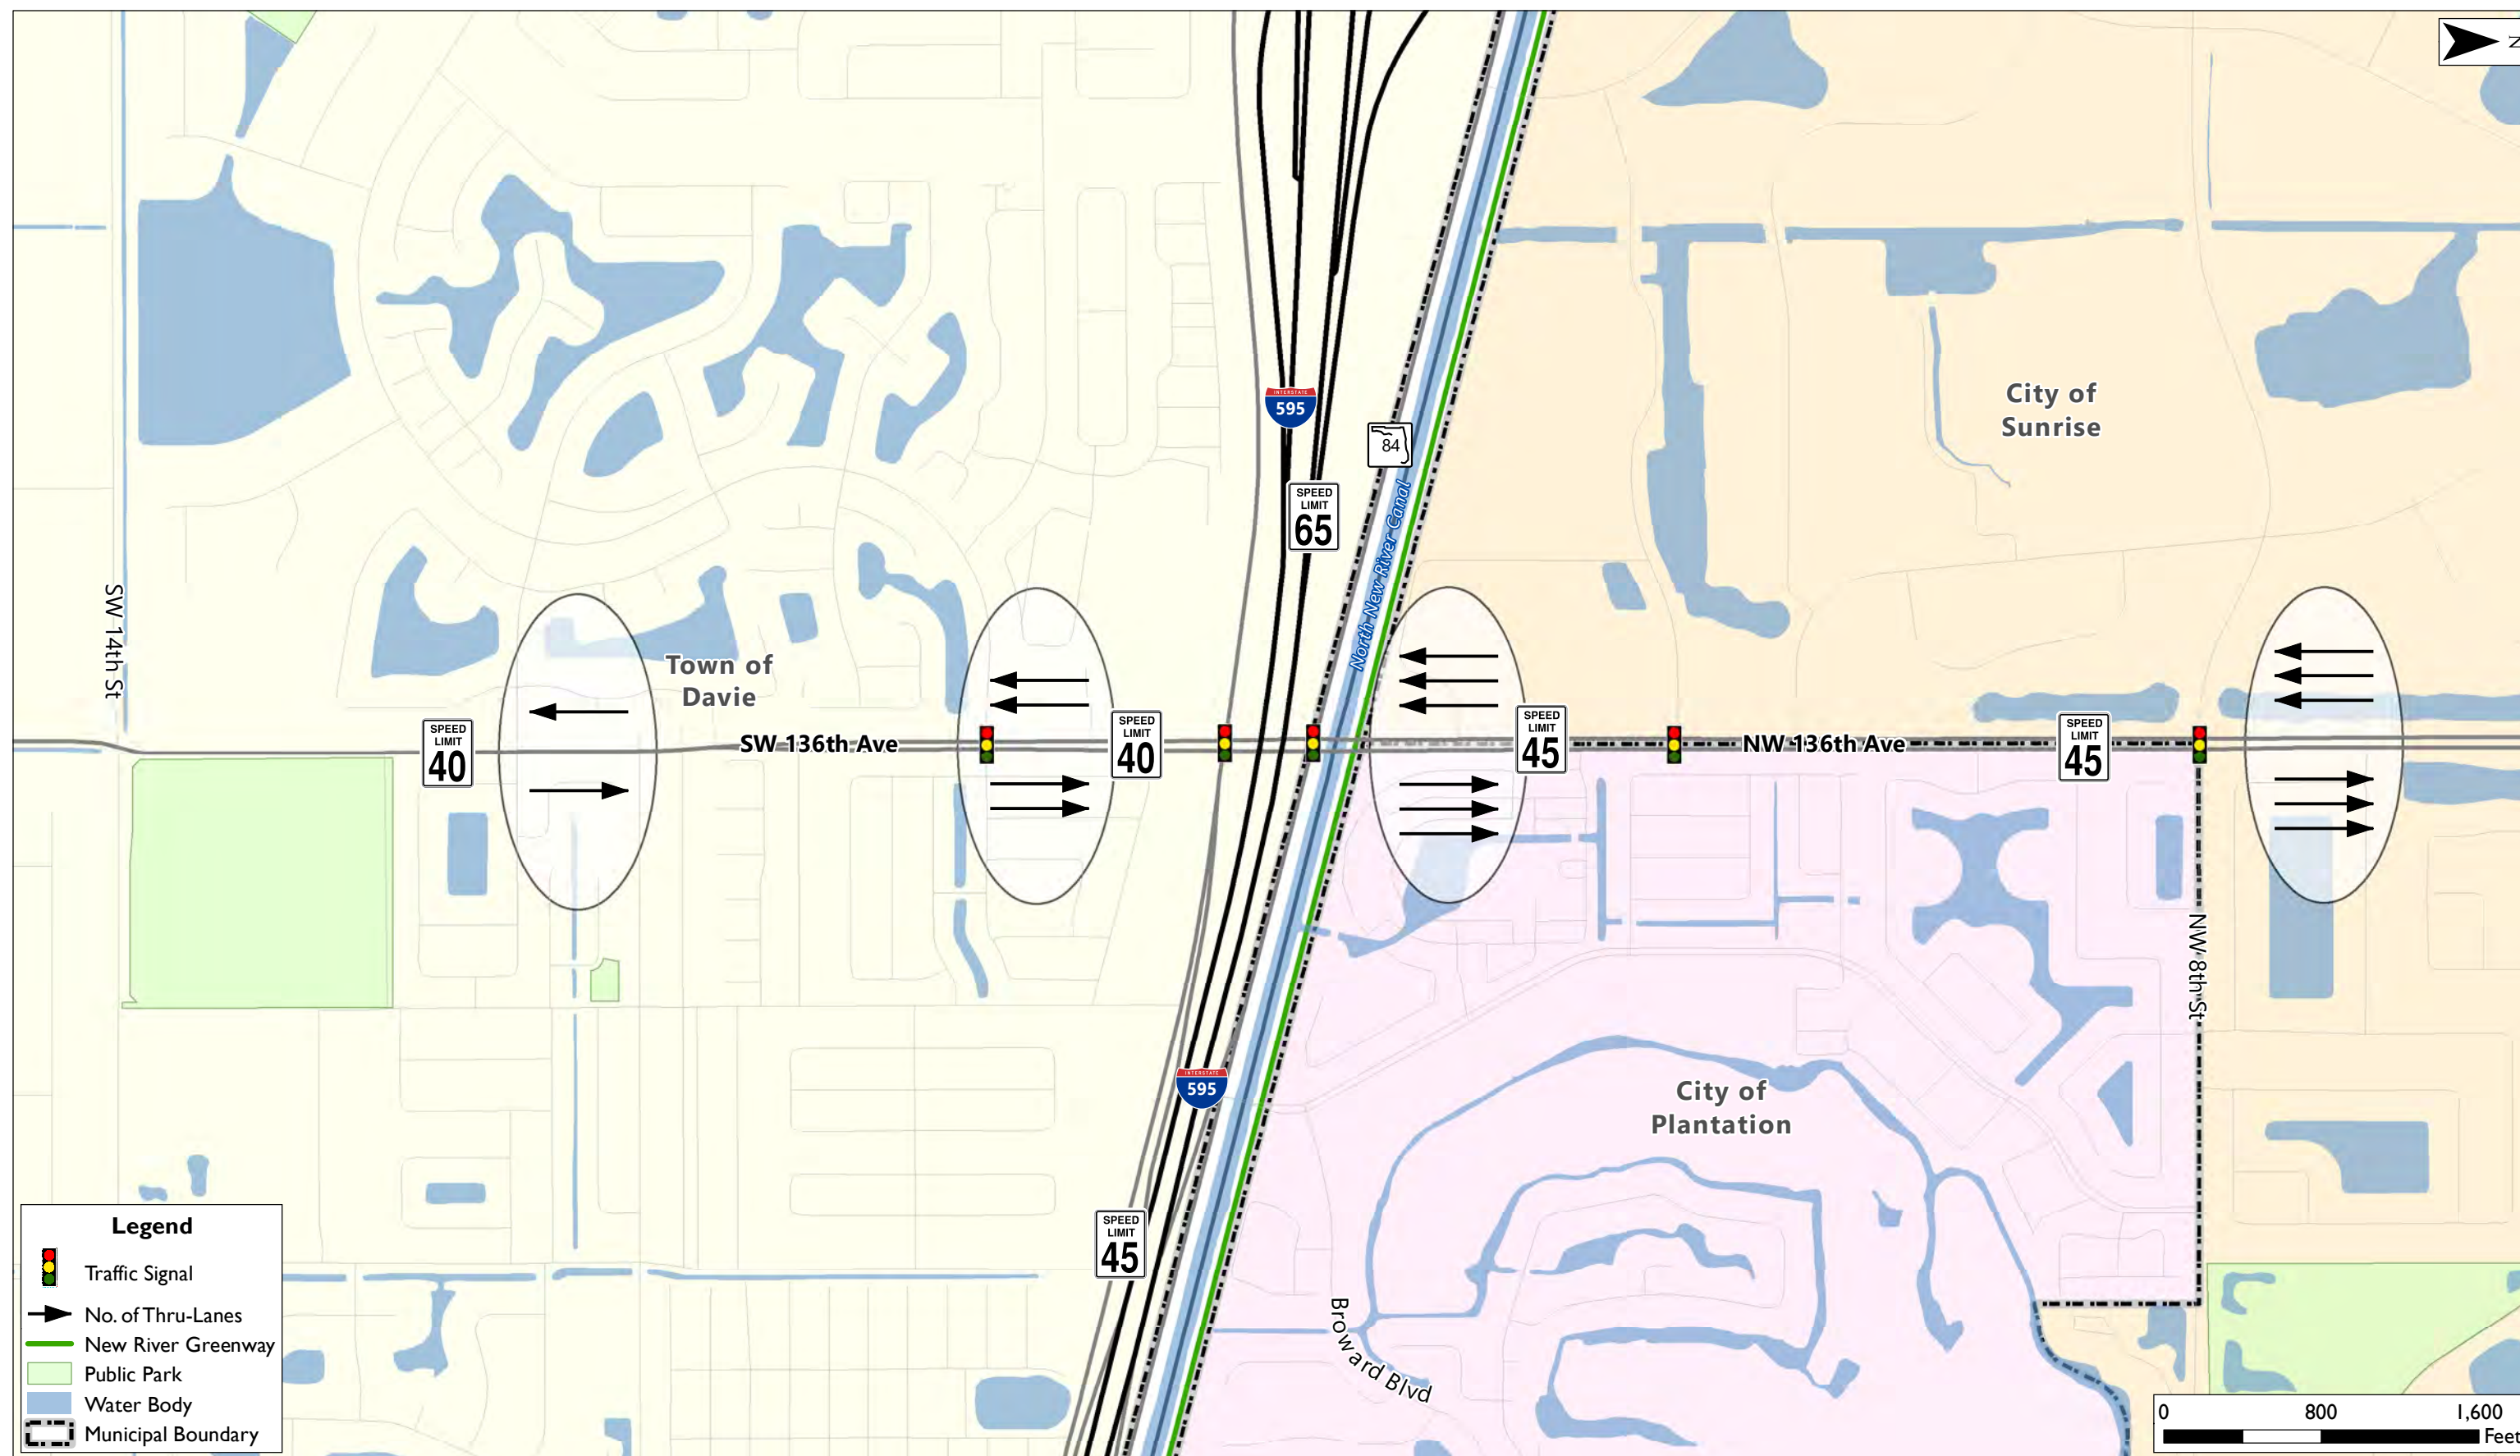 N
City of
Sunrise
INTERSTATE
595
84
SPEED
LIMIT
65
North New River Canal
SW 14th St
Town of
Davie
SPEED
LIMIT
40
SW 136th Ave
SPEED
LIMIT
40
SPEED
LIMIT
45
NW 136th Ave
SPEED
LIMIT
45
NW 8th St
INTERSTATE
595
City of
Plantation
SPEED
LIMIT
45
Broward Blvd
Legend
Traffic Signal
No. of Thru-Lanes
New River Greenway
Public Park
Water Body
Municipal Boundary
0 800 1,600
Feet